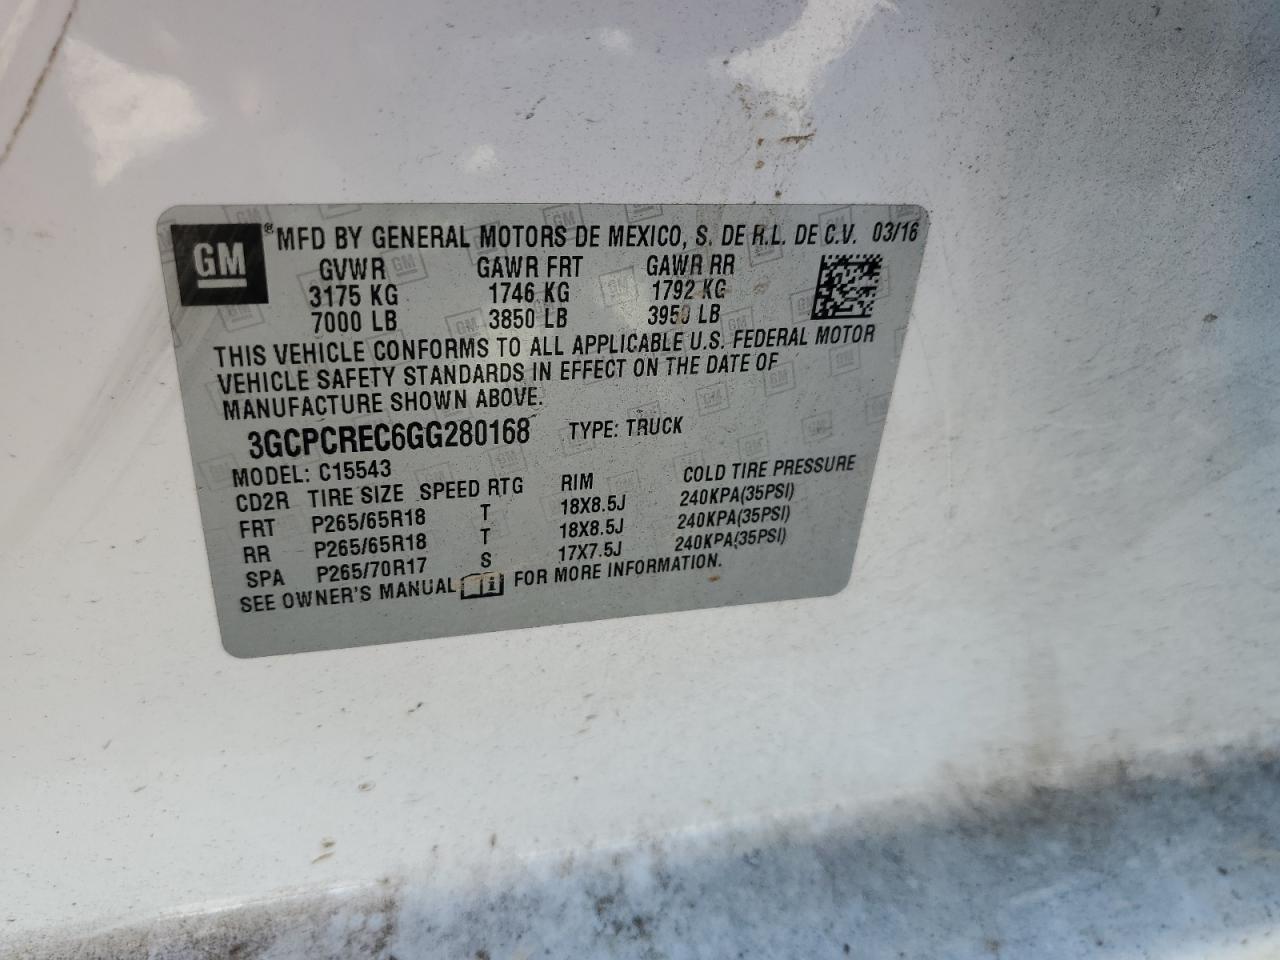 GM ® MFD BY GENERAL MOTORS DE MEXICO, S. DE R.L. DE C.V. 03/16
GVWR GAWR FRT GAWR RR
3175 KG 1746 KG 1792 KG
7000 LB 3850 LB 3950 LB
THIS VEHICLE CONFORMS TO ALL APPLICABLE U.S. FEDERAL MOTOR
VEHICLE SAFETY STANDARDS IN EFFECT ON THE DATE OF
MANUFACTURE SHOWN ABOVE.
3GCPCREC6GG280168 TYPE: TRUCK
MODEL: C15543
CD2R TIRE SIZE SPEED RTG RIM COLD TIRE PRESSURE
FRT P265/65R18 T 18X8.5J 240KPA(35PSI)
RR P265/65R18 T 18X8.5J 240KPA(35PSI)
SPA P265/70R17 S 17X7.5J 240KPA(35PSI)
SEE OWNER'S MANUAL FOR MORE INFORMATION.